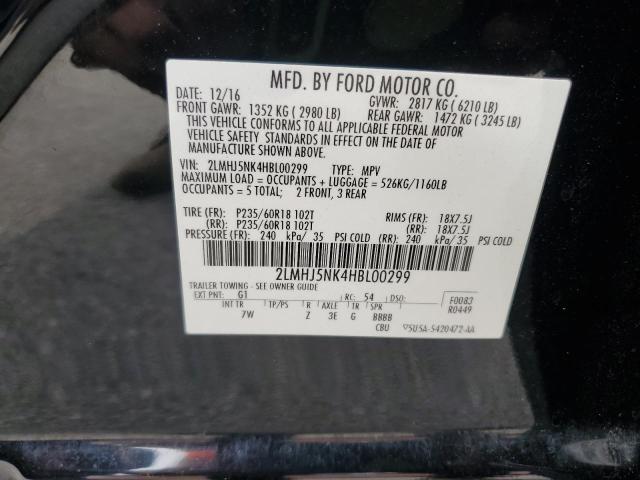 MFD. BY FORD MOTOR CO.
DATE: 12/16 GVWR: 2817 KG ( 6210 LB)
FRONT GAWR: 1352 KG ( 2980 LB) REAR GAWR: 1472 KG ( 3245 LB)
THIS VEHICLE CONFORMS TO ALL APPLICABLE FEDERAL MOTOR
VEHICLE SAFETY STANDARDS IN EFFECT ON THE DATE OF
MANUFACTURE SHOWN ABOVE.
VIN: 2LMHJ5NK4HBL00299 TYPE: MPV
MAXIMUM LOAD = OCCUPANTS + LUGGAGE = 526KG/1160LB
OCCUPANTS = 5 TOTAL; 2 FRONT, 3 REAR
TIRE (FR): P235/60R18 102T RIMS (FR): 18X7.5J
(RR): P235/60R18 102T (RR): 18X7.5J
PRESSURE (FR): 240 kPa/ 35 PSI COLD (RR): 240 kPa/ 35 PSI COLD
2LMHJ5NK4HBL00299
TRAILER TOWING - SEE OWNER GUIDE
EXT PNT: G1 RC: 54 DSO: F0083
R0449
INT TR TP/PS R AXLE TR SPR
7W Z 3E G BBBB
CBU 5U5A-5420472-AA